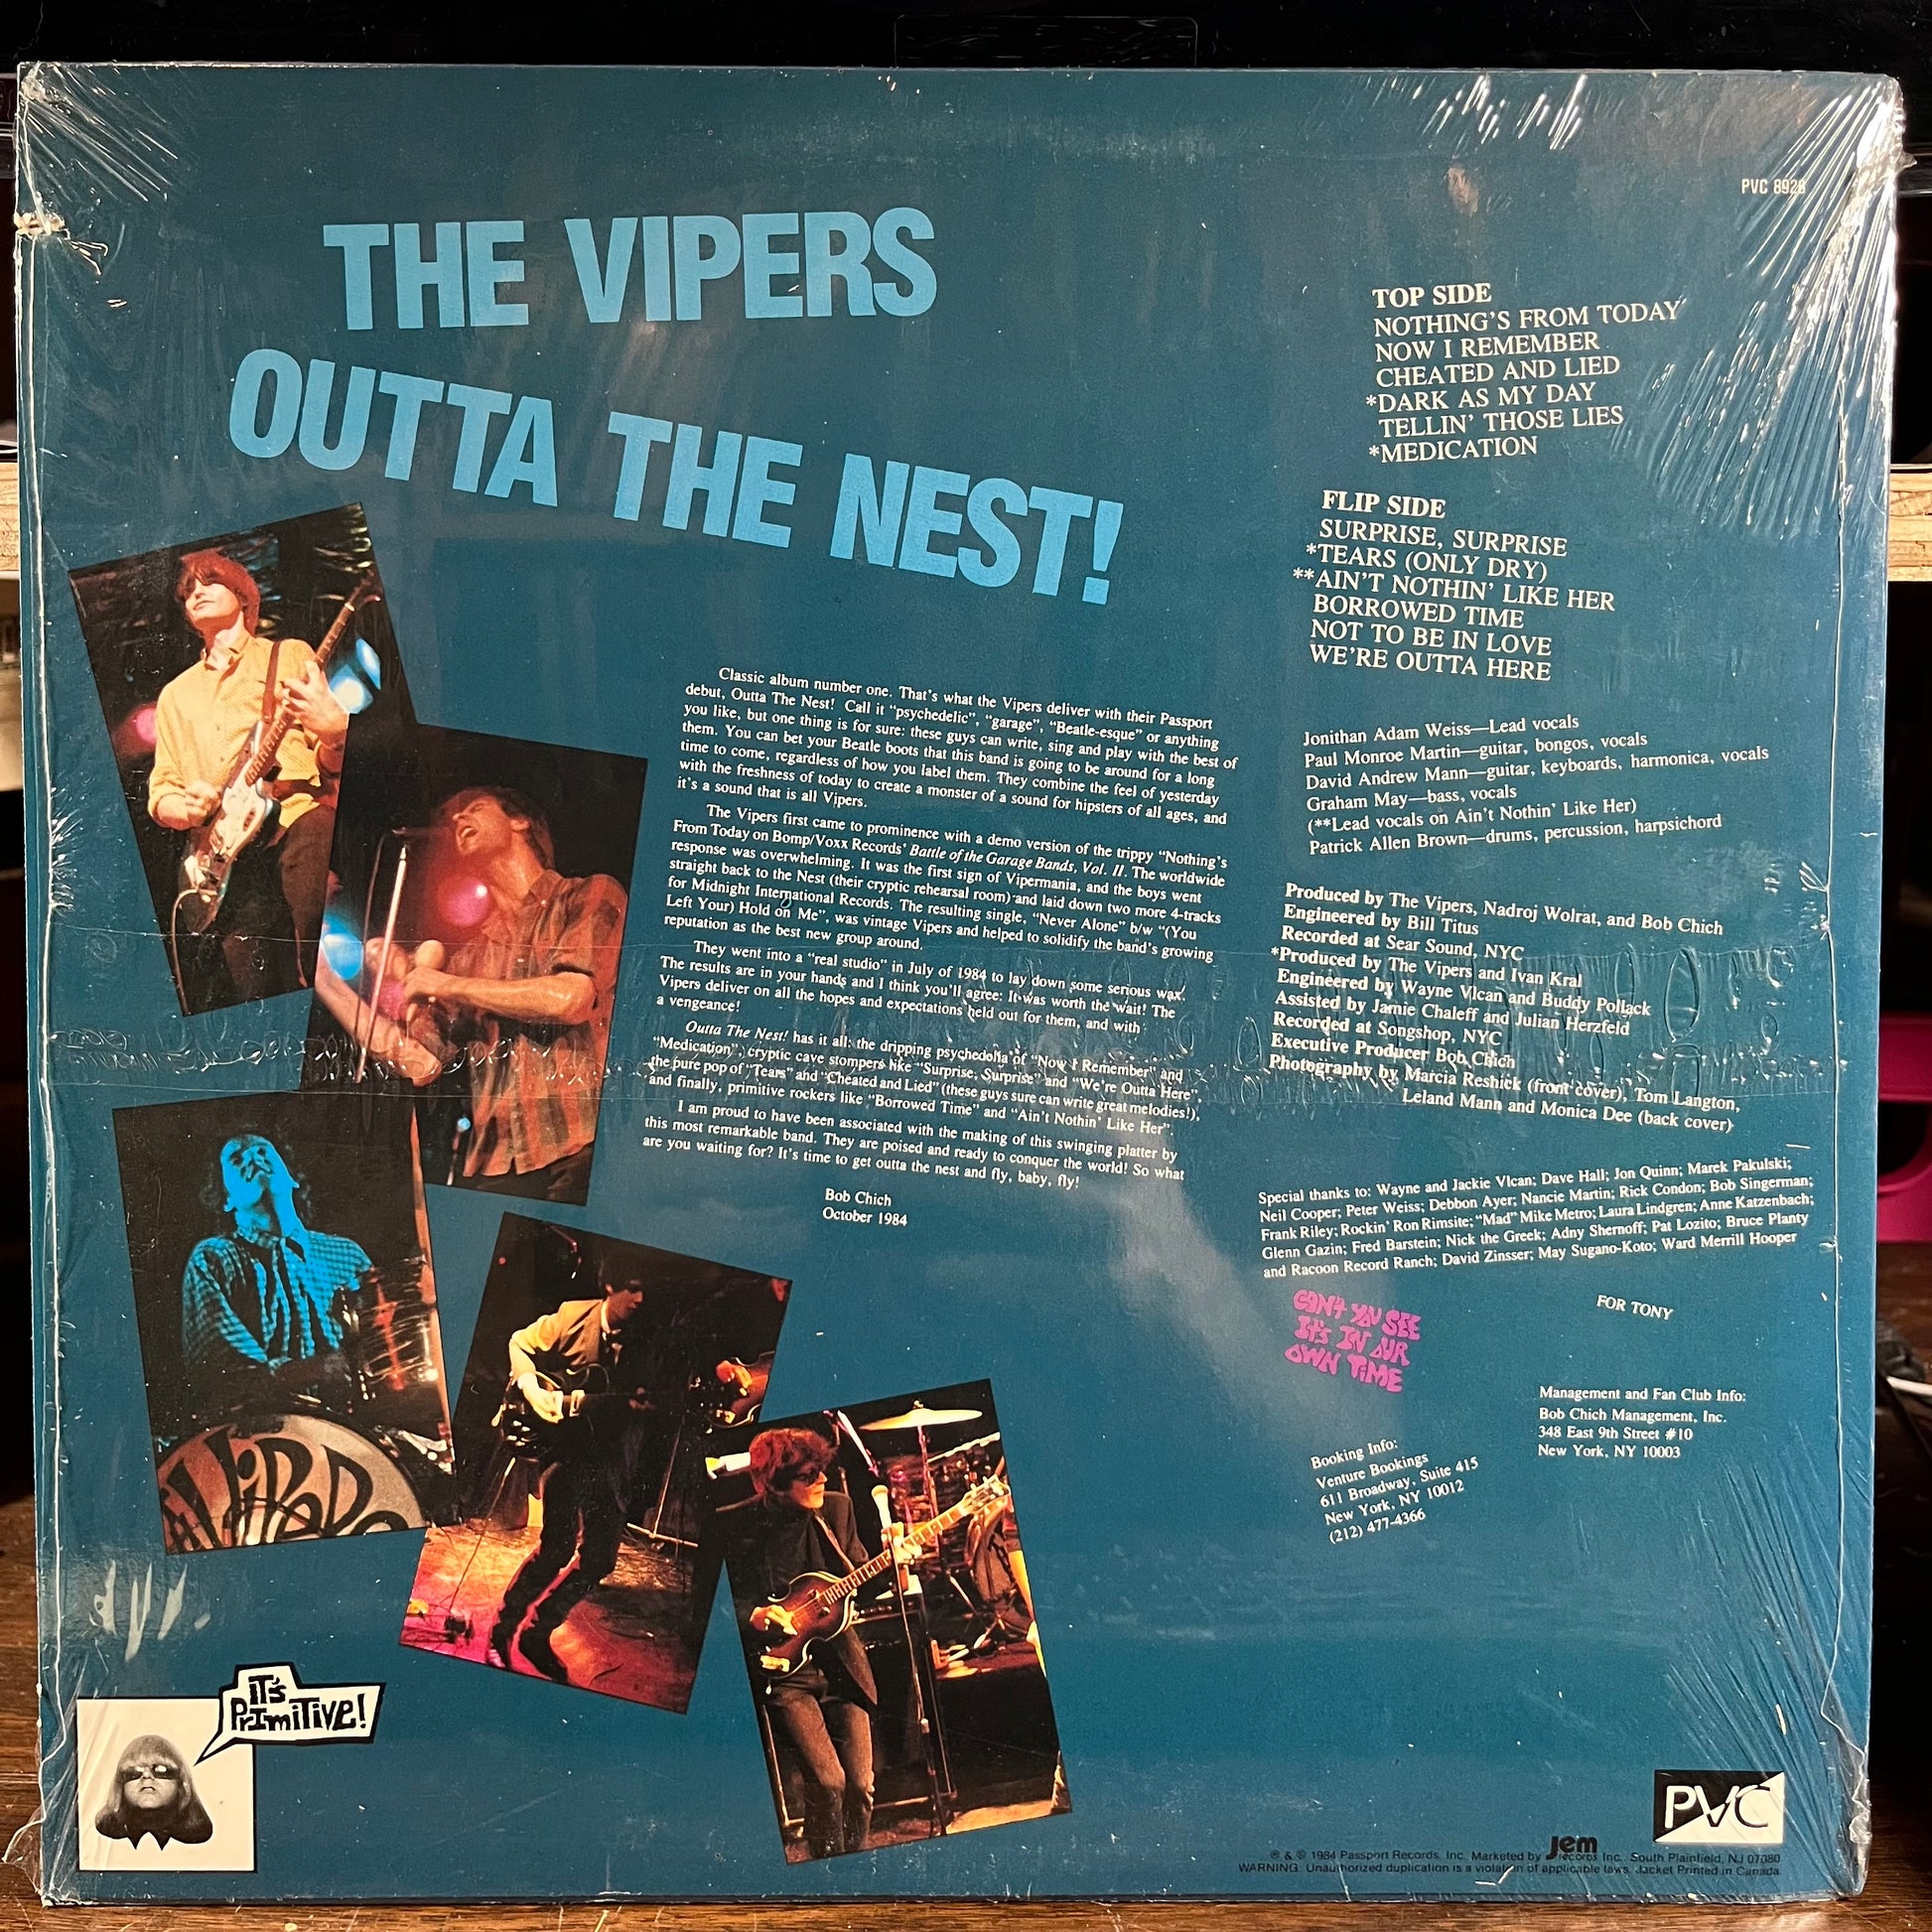 PVC 8928
THE VIPERS
OUTTA THE NEST!
TOP SIDE
NOTHING'S FROM TODAY
NOW I REMEMBER
CHEATED AND LIED
*DARK AS MY DAY
TELLIN' THOSE LIES
*MEDICATION
FLIP SIDE
SURPRISE, SURPRISE
*TEARS (ONLY DRY)
**AIN'T NOTHIN' LIKE HER
BORROWED TIME
NOT TO BE IN LOVE
WE'RE OUTTA HERE
Classic album number one. That's what the Vipers deliver with their Passport
debut, Outta The Nest! Call it "psychedelic", "garage", "Beatle-esque" or anything
you like, but one thing is for sure: these guys can write, sing and play with the best of
them. You can bet your Beatle boots that this band is going to be around for a long
time to come, regardless of how you label them. They combine the feel of yesterday
with the freshness of today to create a monster of a sound for hipsters of all ages, and
it's a sound that is all Vipers.
The Vipers first came to prominence with a demo version of the trippy "Nothing's
From Today on Bomp/Voxx Records' Battle of the Garage Bands, Vol. II. The worldwide
response was overwhelming. It was the first sign of Vipermania, and the boys went
straight back to the Nest (their cryptic rehearsal room) and laid down two more 4-tracks
for Midnight International Records. The resulting single, "Never Alone" b/w "(You
Left Your) Hold on Me", was vintage Vipers and helped to solidify the band's growing
reputation as the best new group around.
They went into a "real studio" in July of 1984 to lay down some serious wax.
The results are in your hands and I think you'll agree: It was worth the wait! The
Vipers deliver on all the hopes and expectations held out for them, and with
a vengeance!
Outta The Nest! has it all: the dripping psychedelia of "Now I Remember" and
"Medication", cryptic cave stompers like "Surprise, Surprise" and "We're Outta Here",
the pure pop of "Tears" and "Cheated and Lied" (these guys sure can write great melodies!),
and finally, primitive rockers like "Borrowed Time" and "Ain't Nothin' Like Her".
I am proud to have been associated with the making of this swinging platter by
this most remarkable band. They are poised and ready to conquer the world! So what
are you waiting for? It's time to get outta the nest and fly, baby, fly!
Bob Chich
October 1984
Jonithan Adam Weiss—Lead vocals
Paul Monroe Martin—guitar, bongos, vocals
David Andrew Mann—guitar, keyboards, harmonica, vocals
Graham May—bass, vocals
(**Lead vocals on Ain't Nothin' Like Her)
Patrick Allen Brown—drums, percussion, harpsichord
Produced by The Vipers, Nadroj Wolrat, and Bob Chich
Engineered by Bill Titus
Recorded at Sear Sound, NYC
*Produced by The Vipers and Ivan Kral
Engineered by Wayne Vlcan and Buddy Pollack
Assisted by Jamie Chaleff and Julian Herzfeld
Recorded at Songshop, NYC
Executive Producer Bob Chich
Photography by Marcia Resnick (front cover), Tom Langton,
Leland Mann and Monica Dee (back cover)
Special thanks to: Wayne and Jackie Vlcan; Dave Hall; Jon Quinn; Marek Pakulski;
Neil Cooper; Peter Weiss; Debbon Ayer; Nancie Martin; Rick Condon; Bob Singerman;
Frank Riley; Rockin' Ron Rimsite; "Mad" Mike Metro; Laura Lindgren; Anne Katzenbach;
Glenn Gazin; Fred Barstein; Nick the Greek; Adny Shernoff; Pat Lozito; Bruce Planty
and Racoon Record Ranch; David Zinsser; May Sugano-Koto; Ward Merrill Hooper
CAN'T YOU SEE
IT'S IN OUR
OWN TIME
FOR TONY
Management and Fan Club Info:
Bob Chich Management, Inc.
348 East 9th Street #10
New York, NY 10003
Booking Info:
Venture Bookings
611 Broadway, Suite 415
New York, NY 10012
(212) 477-4366
VIPERS
IT'S
PRIMITIVE!
PVC
℗ & © 1984 Passport Records, Inc. Marketed by Jem records Inc., South Plainfield, NJ 07080
WARNING: Unauthorized duplication is a violation of applicable laws. Jacket Printed in Canada.